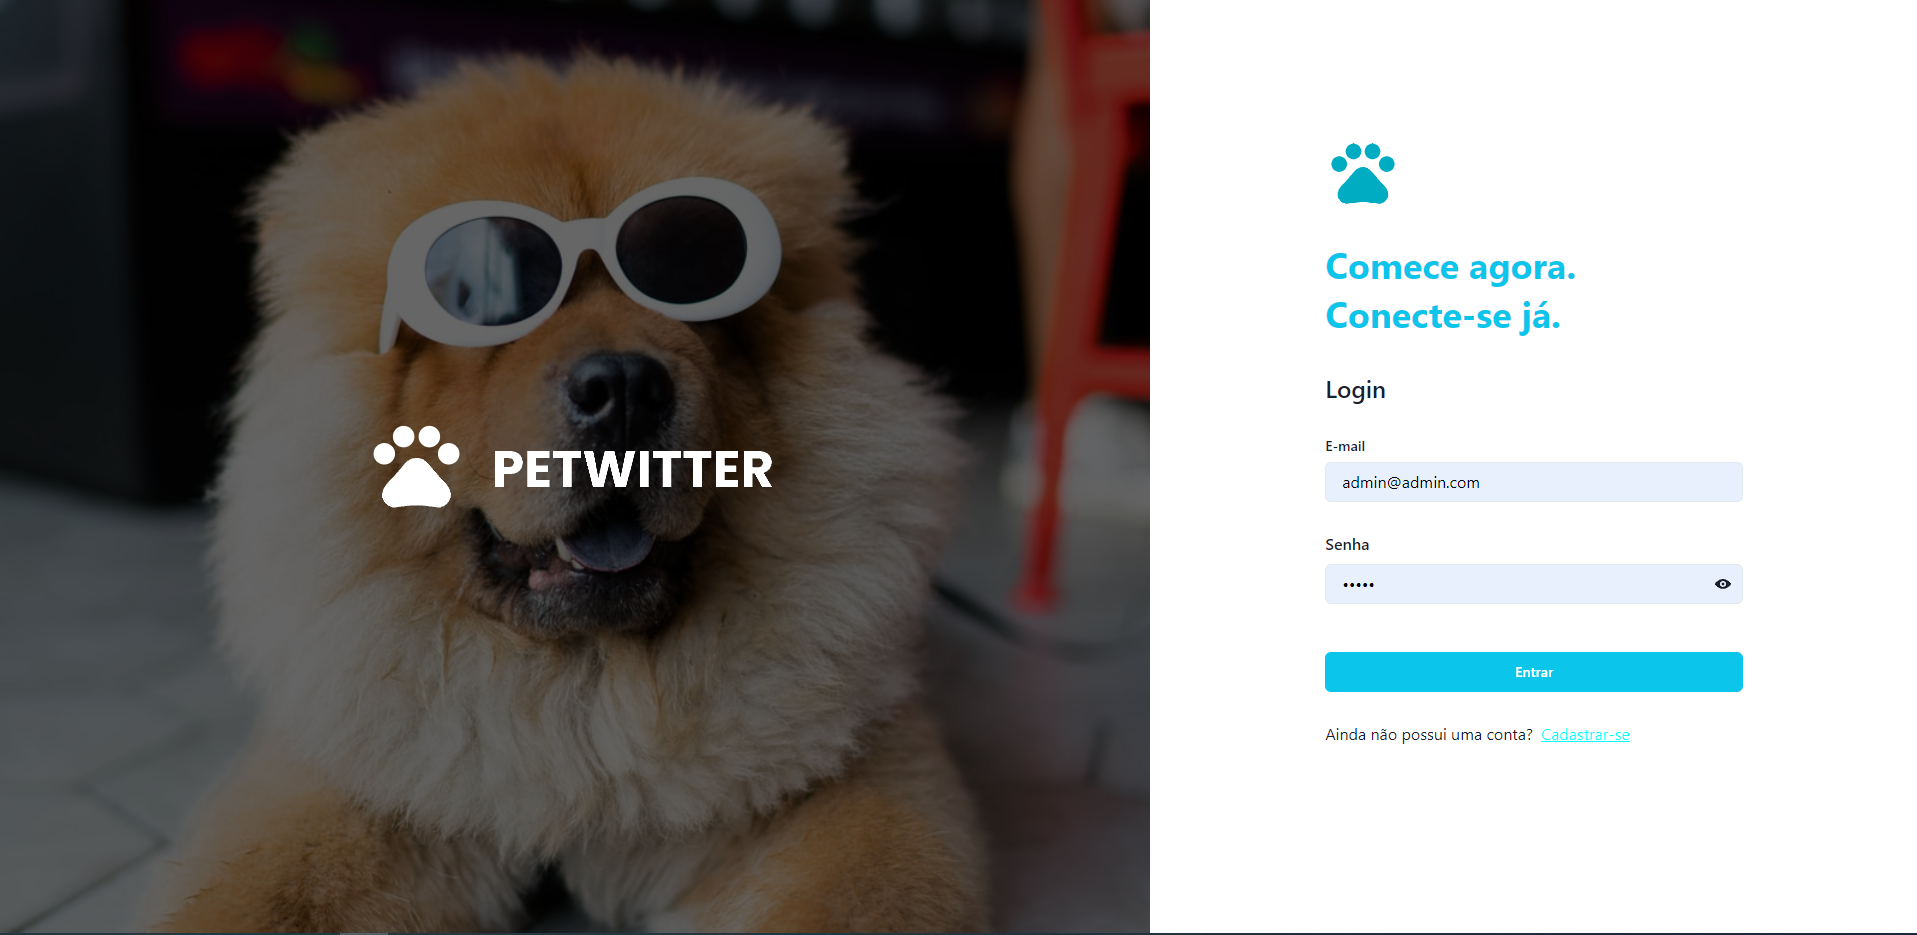 PETWITTER
Comece agora.
Conecte-se já.
Login
E-mail
admin@admin.com
Senha
•••••
Entrar
Ainda não possui uma conta? Cadastrar-se